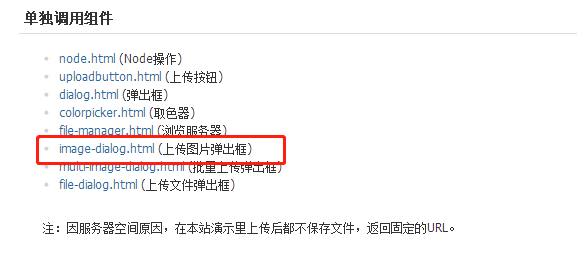 单独调用组件
node.html (Node操作)
uploadbutton.html (上传按钮)
dialog.html (弹出框)
colorpicker.html (取色器)
file-manager.html (浏览服务器)
image-dialog.html (上传图片弹出框)
multi-image-dialog.html (批量上传弹出框)
file-dialog.html (上传文件弹出框)
注：因服务器空间原因，在本站演示里上传后都不保存文件，返回固定的URL。